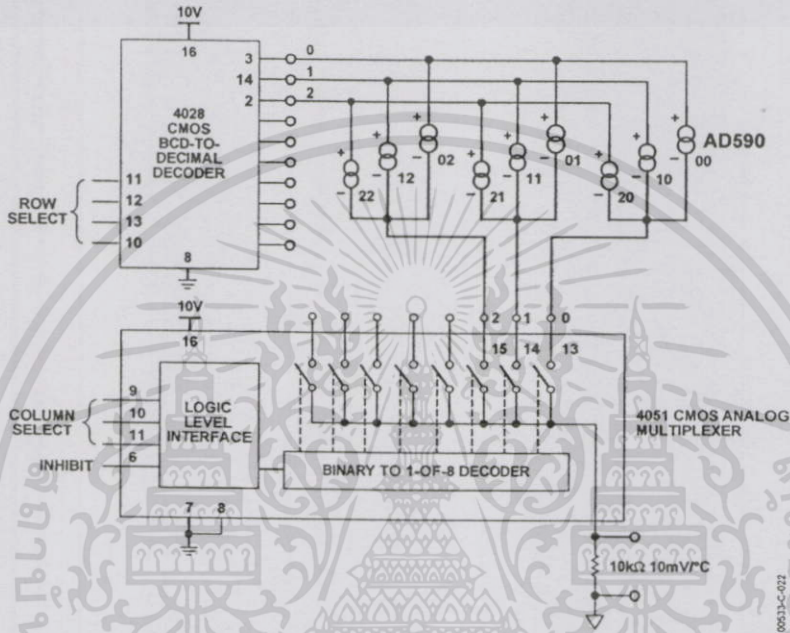 10V
16
3
0
14
1
2
2
4028
CMOS
BCD-TO-
DECIMAL
DECODER
ROW
SELECT
11
12
13
10
8
+
−
22
+
−
12
+
−
02
+
−
21
+
−
11
+
−
01
+
−
20
+
−
10
+
−
00
AD590
10V
16
2
1
0
15
14
13
COLUMN
SELECT
9
10
11
INHIBIT
6
LOGIC
LEVEL
INTERFACE
BINARY TO 1-OF-8 DECODER
4051 CMOS ANALOG
MULTIPLEXER
7
8
10kΩ 10mV/°C
00533-C-022